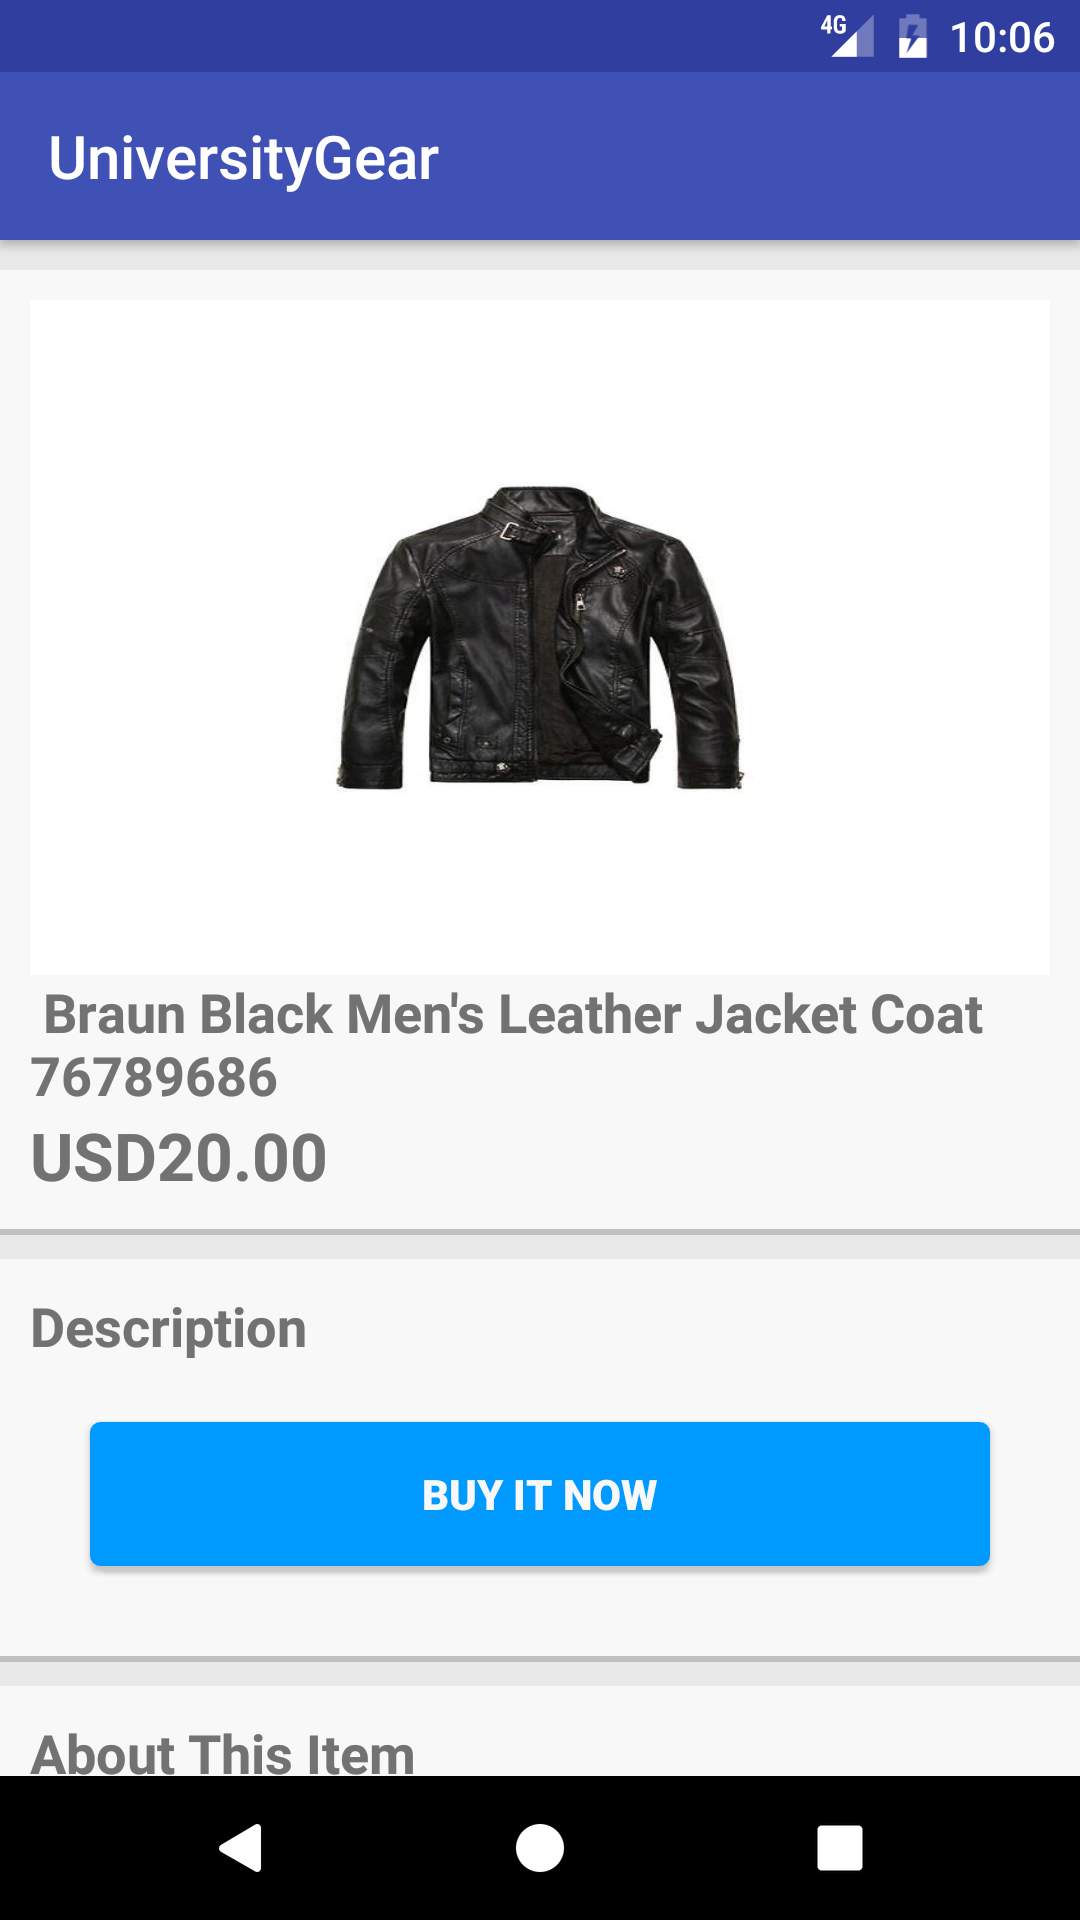 4G 10:06
UniversityGear
Braun Black Men's Leather Jacket Coat
76789686
USD20.00
Description
BUY IT NOW
About This Item